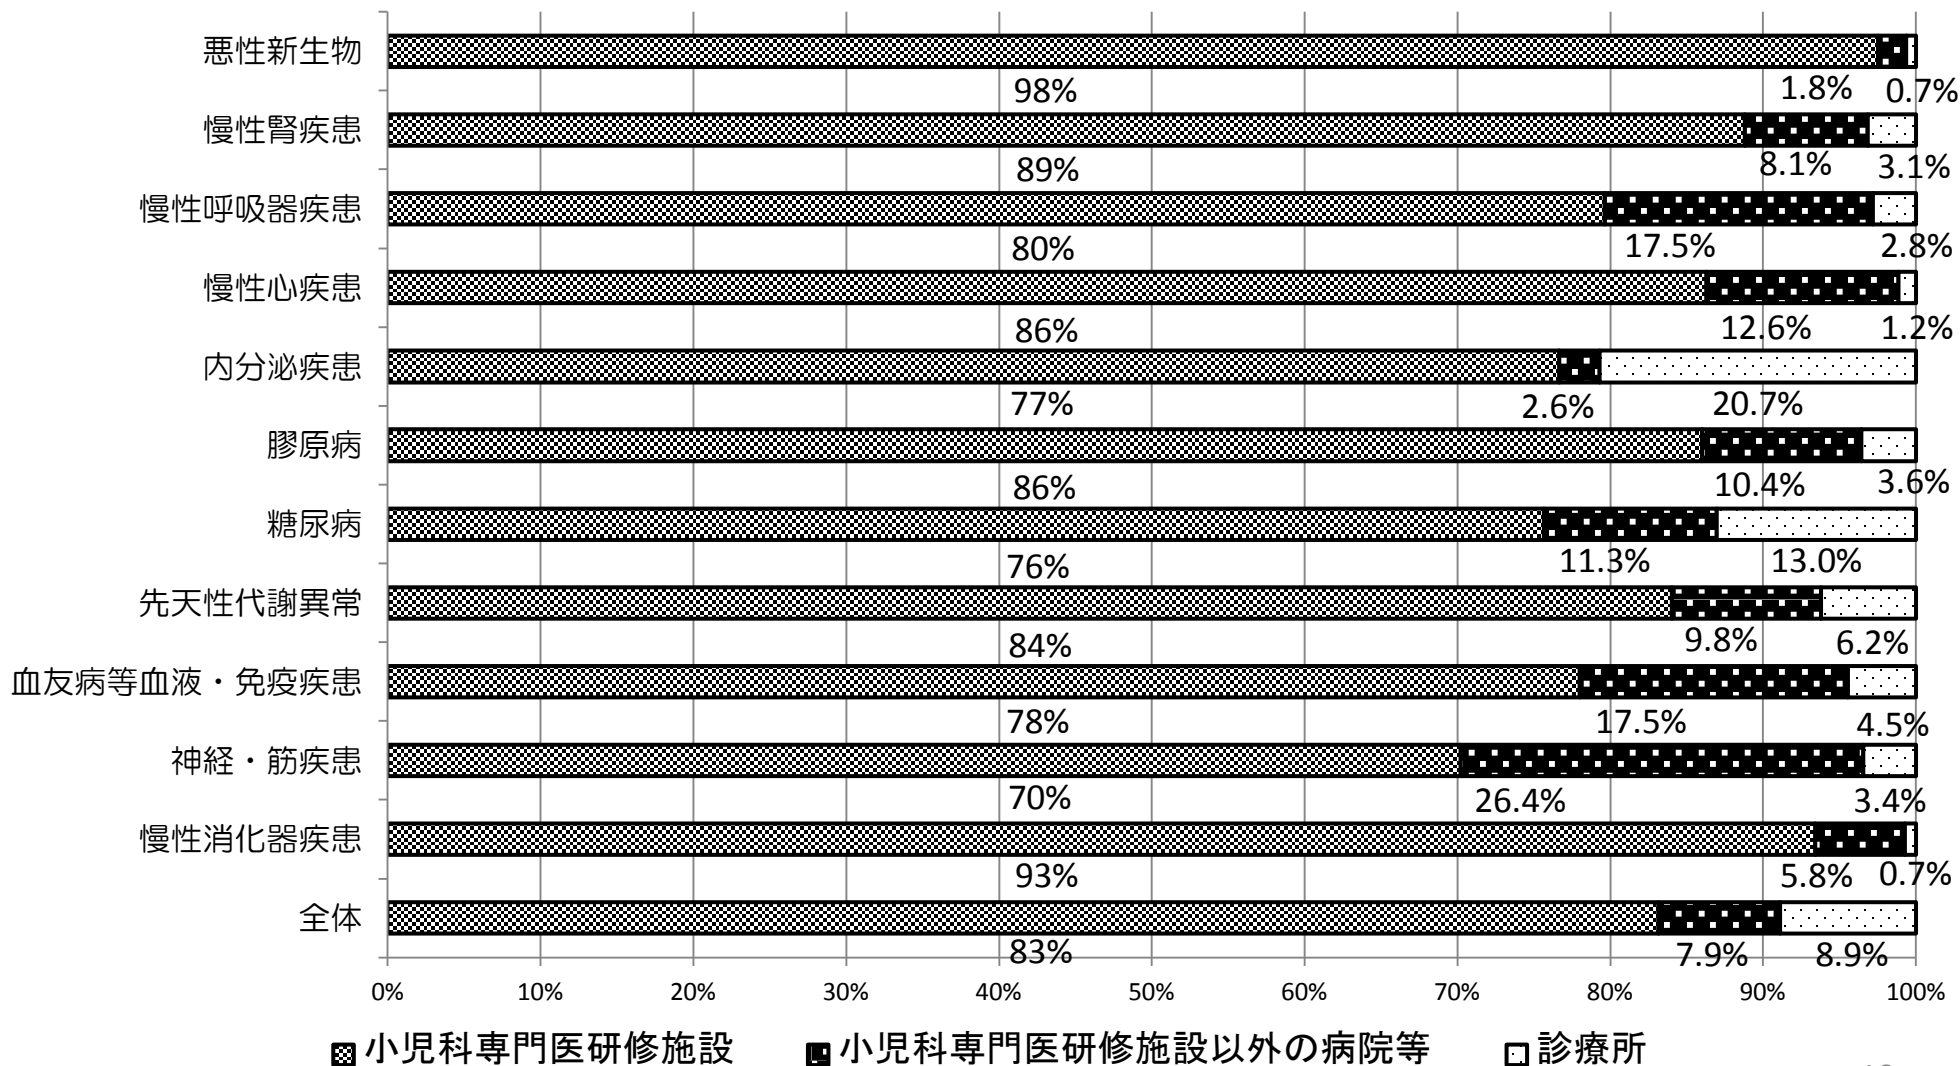 悪性新生物
98% 1.8% 0.7%
慢性腎疾患
89% 8.1% 3.1%
慢性呼吸器疾患
80% 17.5% 2.8%
慢性心疾患
86% 12.6% 1.2%
内分泌疾患
77% 2.6% 20.7%
膠原病
86% 10.4% 3.6%
糖尿病
76% 11.3% 13.0%
先天性代謝異常
84% 9.8% 6.2%
血友病等血液・免疫疾患
78% 17.5% 4.5%
神経・筋疾患
70% 26.4% 3.4%
慢性消化器疾患
93% 5.8% 0.7%
全体
83% 7.9% 8.9%
0% 10% 20% 30% 40% 50% 60% 70% 80% 90% 100%
小児科専門医研修施設 小児科専門医研修施設以外の病院等 診療所